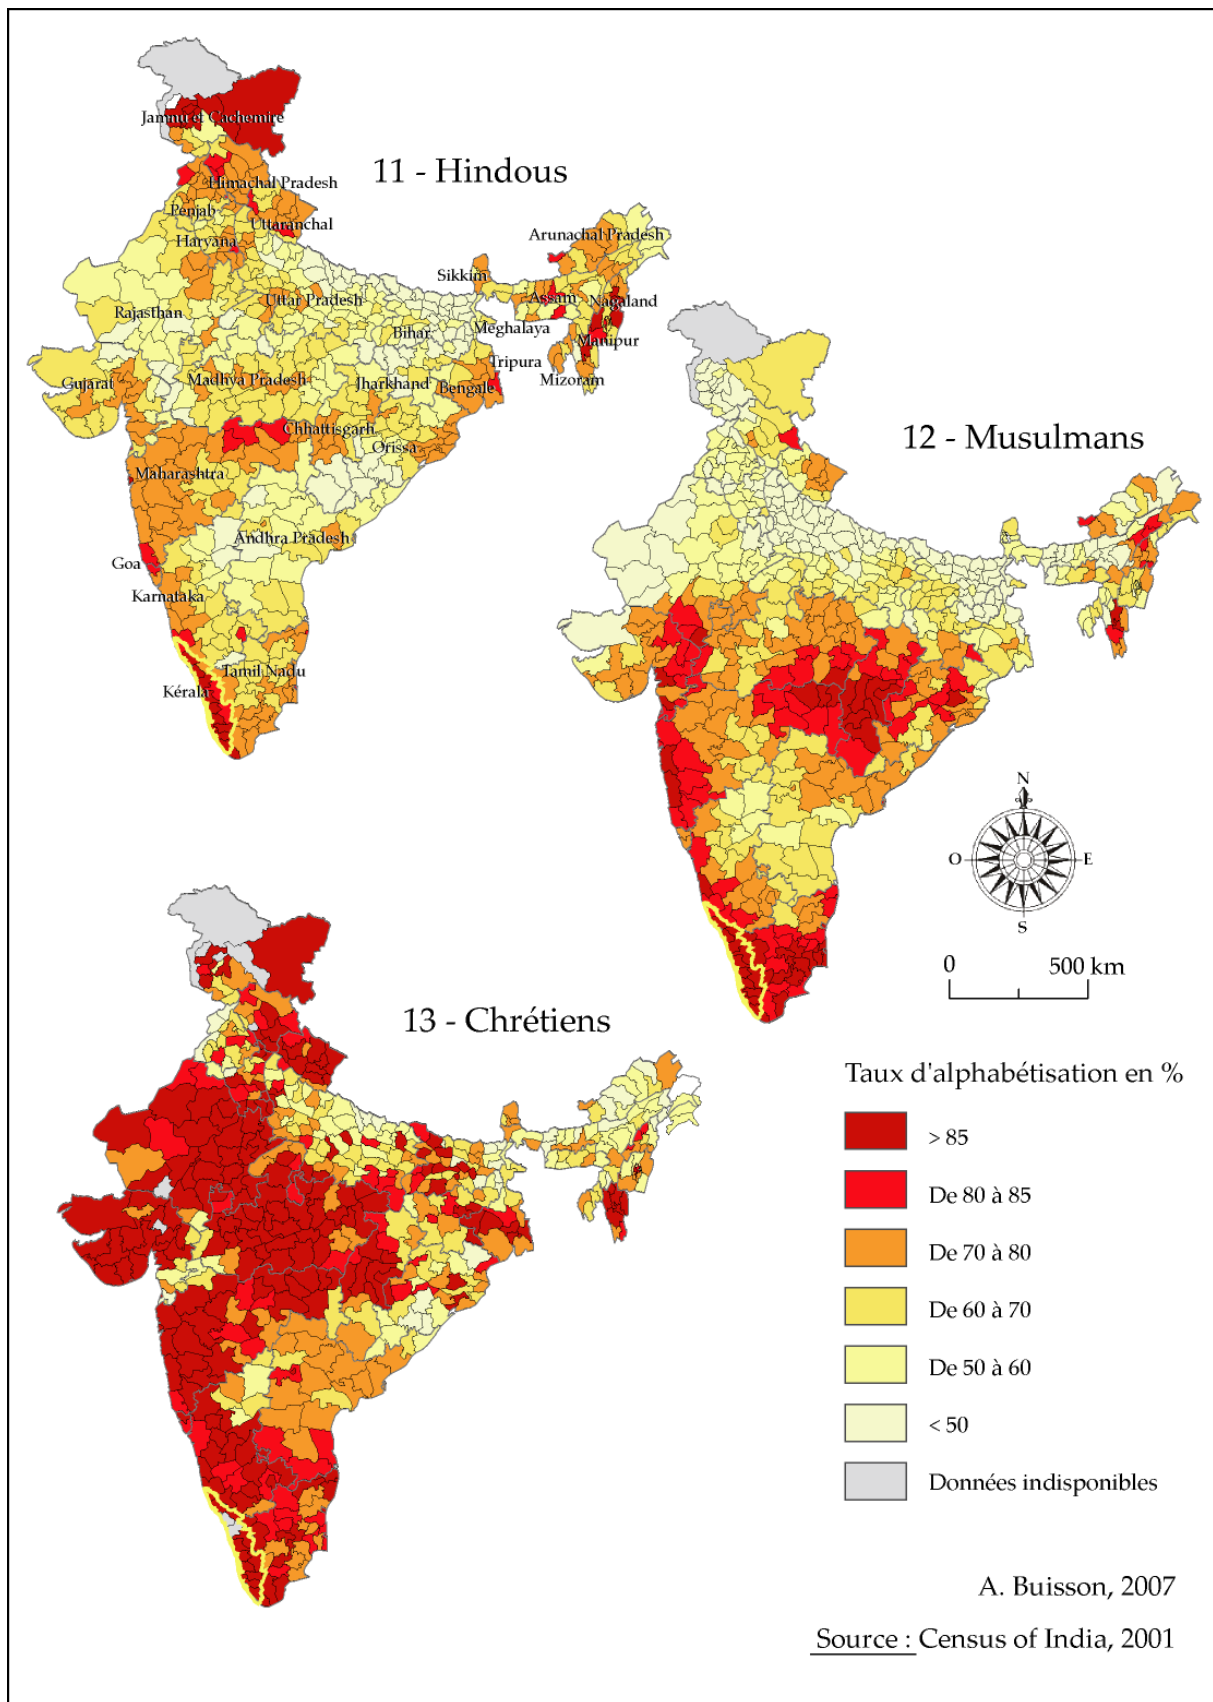 11 - Hindous
Jammu et Cachemire
Himachal Pradesh
Penjab
Uttaranchal
Haryana
Arunachal Pradesh
Sikkim
Uttar Pradesh
Assam
Nagaland
Rajasthan
Bihar
Meghalaya
Manipur
Tripura
Gujarat
Madhya Pradesh
Jharkhand
Bengale
Mizoram
Chhattisgarh
Orissa
Maharashtra
Andhra Pradesh
Goa
Karnataka
Tamil Nadu
Kérala
12 - Musulmans
N
O
E
S
0
500 km
13 - Chrétiens
Taux d'alphabétisation en %
> 85
De 80 à 85
De 70 à 80
De 60 à 70
De 50 à 60
< 50
Données indisponibles
A. Buisson, 2007
Source : Census of India, 2001